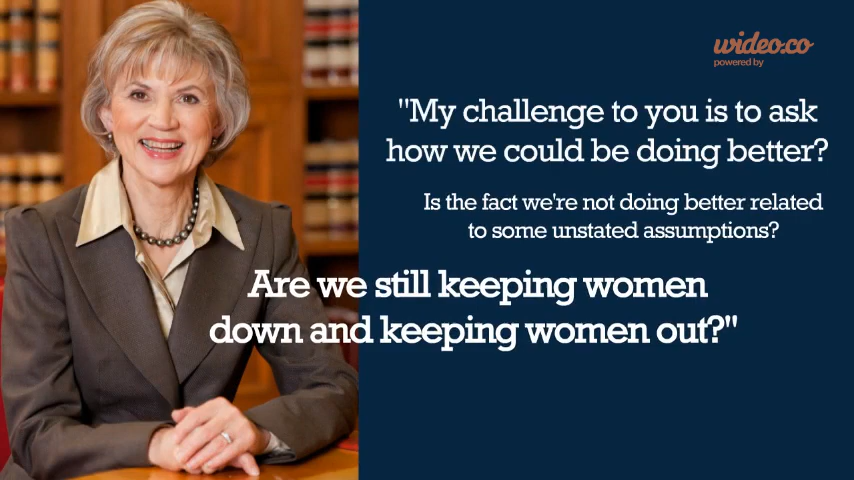 wideo.co
powered by
"My challenge to you is to ask
how we could be doing better?
Is the fact we're not doing better related
to some unstated assumptions?
Are we still keeping women
down and keeping women out?"